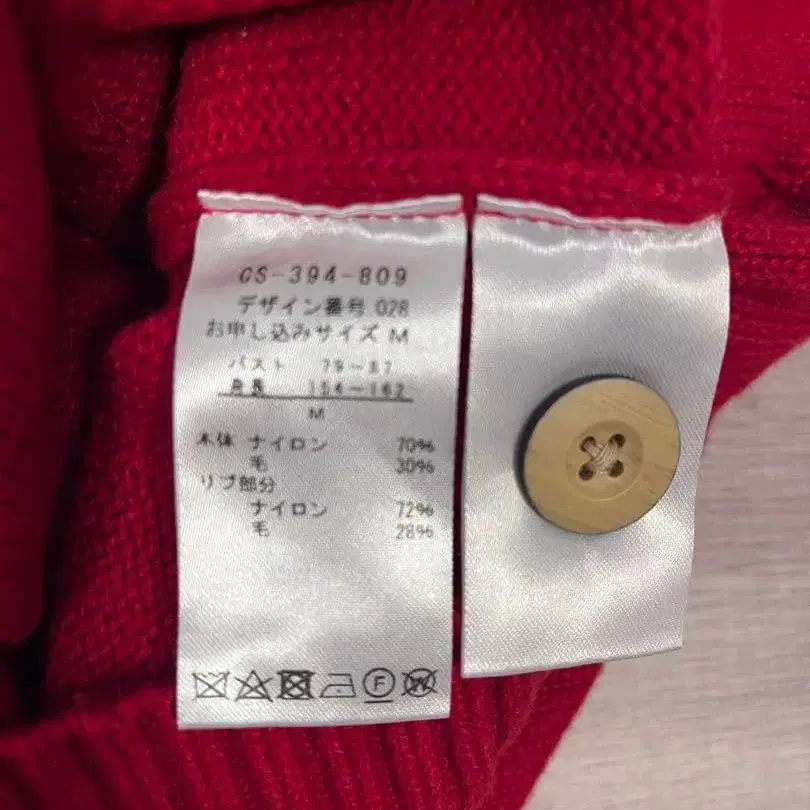 CS-394-809
デザイン番号 028
お申し込みサイズ M
バスト 79〜87
身長 154〜162
M
本体 ナイロン 70%
毛 30%
リブ部分
ナイロン 72%
毛 28%
F W